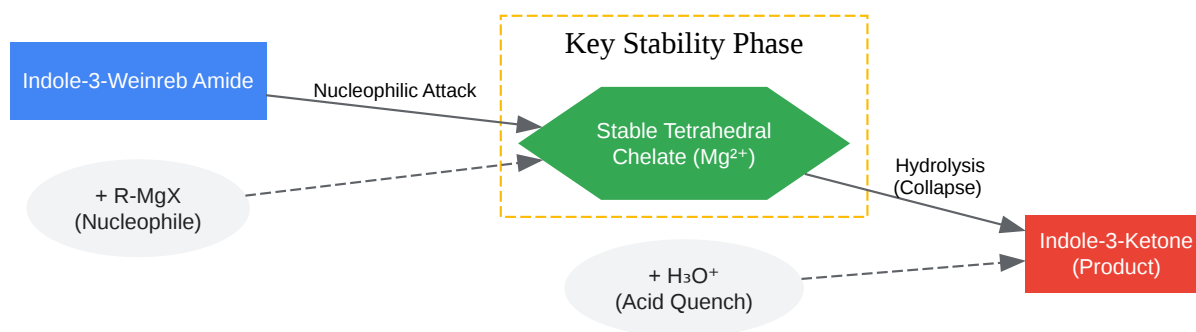 Key Stability Phase
Indole-3-Weinreb Amide
Nucleophilic Attack
Stable Tetrahedral
Chelate (Mg²⁺)
+ R-MgX
(Nucleophile)
Hydrolysis
(Collapse)
+ H₃O⁺
(Acid Quench)
Indole-3-Ketone
(Product)